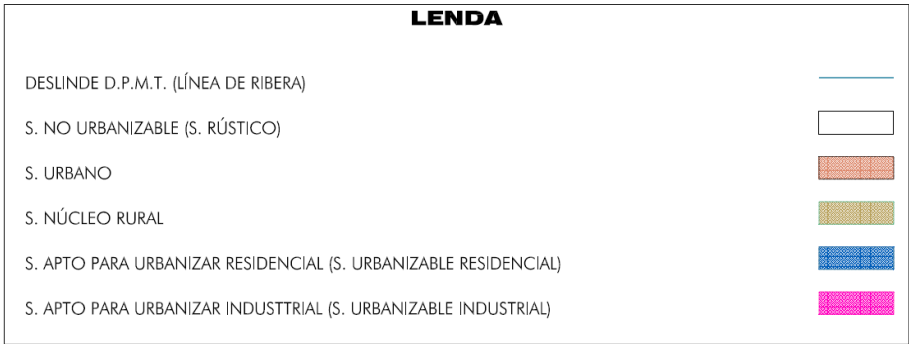 LENDA
DESLINDE D.P.M.T. (LÍNEA DE RIBERA)
S. NO URBANIZABLE (S. RÚSTICO)
S. URBANO
S. NÚCLEO RURAL
S. APTO PARA URBANIZAR RESIDENCIAL (S. URBANIZABLE RESIDENCIAL)
S. APTO PARA URBANIZAR INDUSTTRIAL (S. URBANIZABLE INDUSTRIAL)